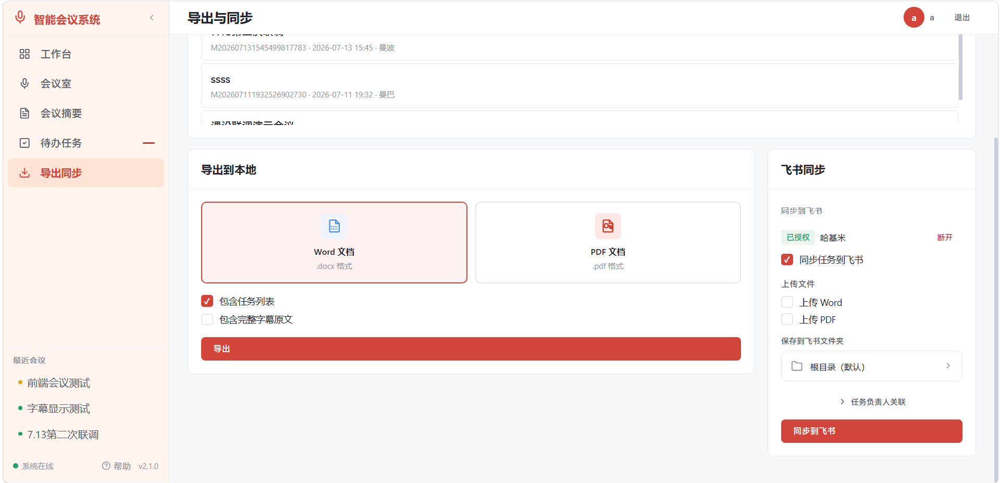 智能会议系统
导出与同步
a
a
退出
工作台
会议室
会议摘要
待办任务
导出同步
最近会议
前端会议测试
字幕显示测试
7.13第二次联调
系统在线
帮助
v2.1.0
7.13第二次联调
M202607131545499817783 · 2026-07-13 15:45 · 曼波
ssss
M202607111932526902730 · 2026-07-11 19:32 · 曼巴
导出到本地
Word 文档
.docx 格式
PDF 文档
.pdf 格式
包含任务列表
包含完整字幕原文
导出
飞书同步
同步到飞书
已授权
哈基米
断开
同步任务到飞书
上传文件
上传 Word
上传 PDF
保存到飞书文件夹
根目录（默认）
任务负责人关联
同步到飞书